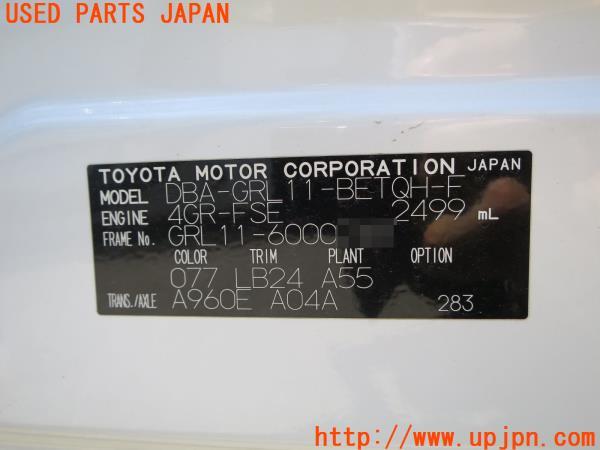 USED PARTS JAPAN
TOYOTA MOTOR CORPORATION JAPAN
MODEL DBA-GRL11-BETQH-F
ENGINE 4GR-FSE 2499 mL
FRAME No. GRL11-6000
COLOR TRIM PLANT OPTION
077 LB24 A55
TRANS./AXLE A960E A04A 283
http://www.upjpn.com/